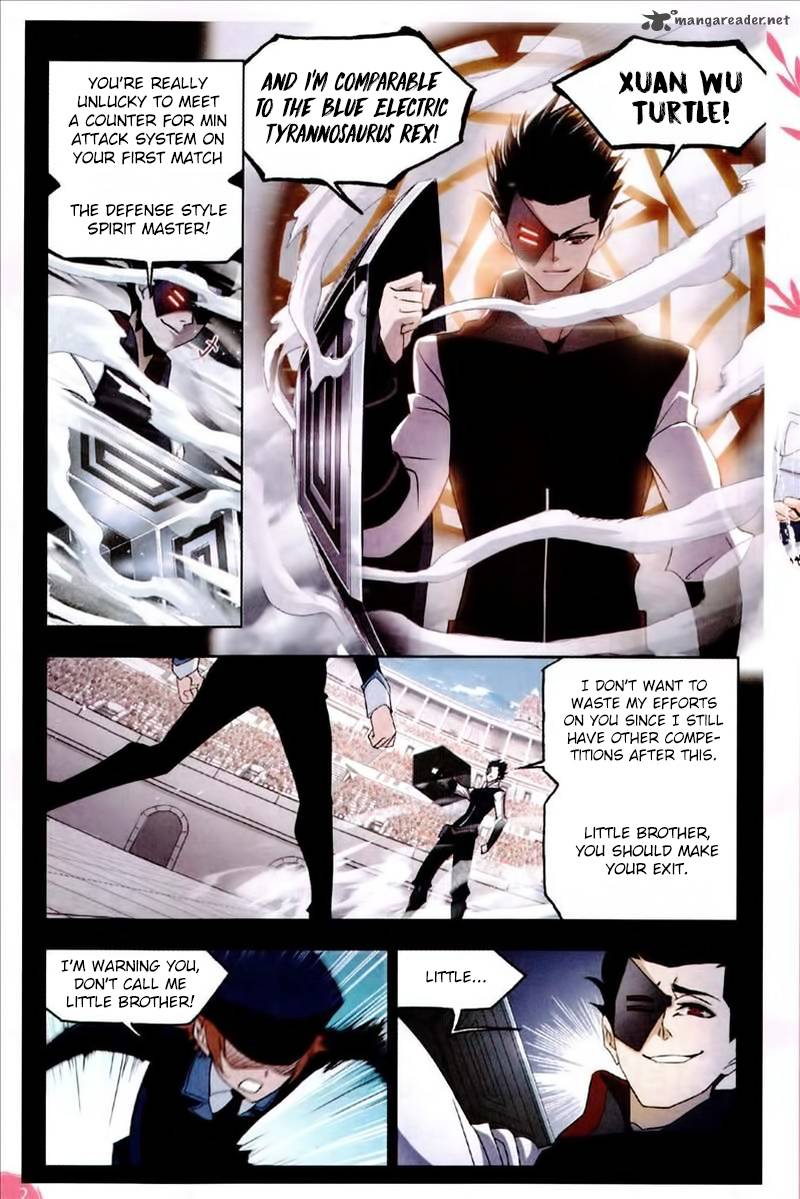 mangareader.net
YOU'RE REALLY
UNLUCKY TO MEET
A COUNTER FOR MIN
ATTACK SYSTEM ON
YOUR FIRST MATCH
THE DEFENSE STYLE
SPIRIT MASTER!
AND I'M COMPARABLE
TO THE BLUE ELECTRIC
TYRANNOSAURUS REX!
XUAN WU
TURTLE!
I DON'T WANT TO
WASTE MY EFFORTS
ON YOU SINCE I STILL
HAVE OTHER COMPE-
TITIONS AFTER THIS.
LITTLE BROTHER,
YOU SHOULD MAKE
YOUR EXIT.
I'M WARNING YOU,
DON'T CALL ME
LITTLE BROTHER!
LITTLE...
2